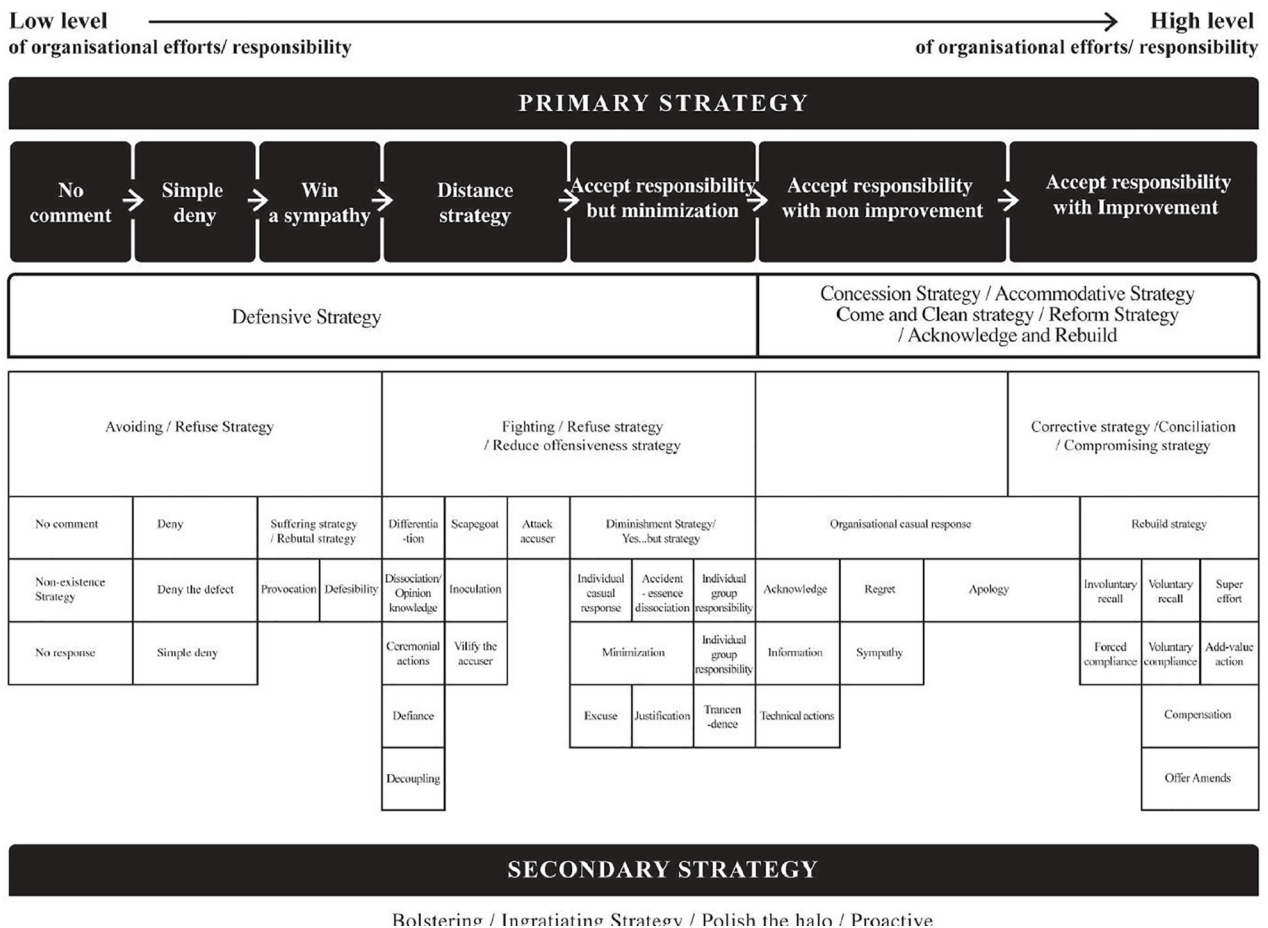 Low level
High level
of organisational efforts/ responsibility
of organisational efforts/ responsibility
PRIMARY STRATEGY
No
comment
Simple
deny
Win
a sympathy
Distance
strategy
Accept responsibility
but minimization
Accept responsibility
with non improvement
Accept responsibility
with Improvement
Defensive Strategy
Concession Strategy / Accommodative Strategy
Come and Clean strategy / Reform Strategy
/ Acknowledge and Rebuild
Avoiding / Refuse Strategy
Fighting / Refuse strategy
/ Reduce offensiveness strategy
Corrective strategy /Conciliation
/ Compromising strategy
No comment
Deny
Suffering strategy
/ Rebutal strategy
Differentia
-tion
Scapegoat
Attack
accuser
Diminishment Strategy/
Yes...but strategy
Organisational casual response
Rebuild strategy
Non-existence
Strategy
Deny the defect
Provocation
Defesibility
Dissociation/
Opinion
knowledge
Inoculation
Individual
casual
response
Accident
- essence
dissociation
Individual
group
responsibility
Acknowledge
Regret
Apology
Involuntary
recall
Voluntary
recall
Super
effort
No response
Simple deny
Ceremonial
actions
Vilify the
accuser
Minimization
Individual
group
responsibility
Information
Sympathy
Forced
compliance
Voluntary
compliance
Add-value
action
Defiance
Excuse
Justification
Trancen
-dence
Technical actions
Compensation
Decoupling
Offer Amends
SECONDARY STRATEGY
Bolstering / Ingratiating Strategy / Polish the halo / Proactive